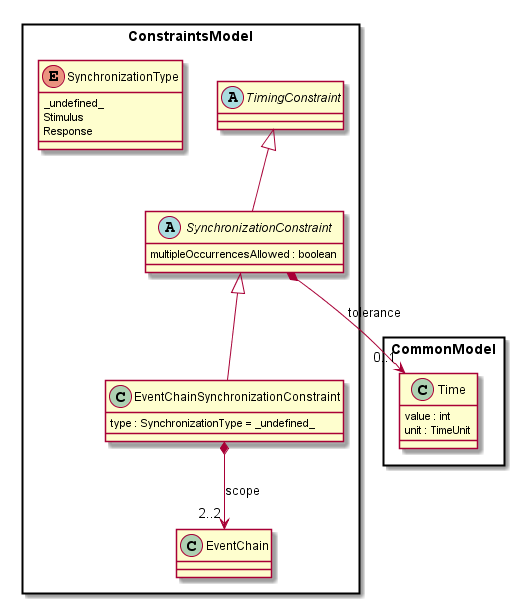 ConstraintsModel
E SynchronizationType
_undefined_
Stimulus
Response
A TimingConstraint
A SynchronizationConstraint
multipleOccurrencesAllowed : boolean
tolerance
0..1
CommonModel
C Time
value : int
unit : TimeUnit
C EventChainSynchronizationConstraint
type : SynchronizationType = _undefined_
scope
2..2
C EventChain